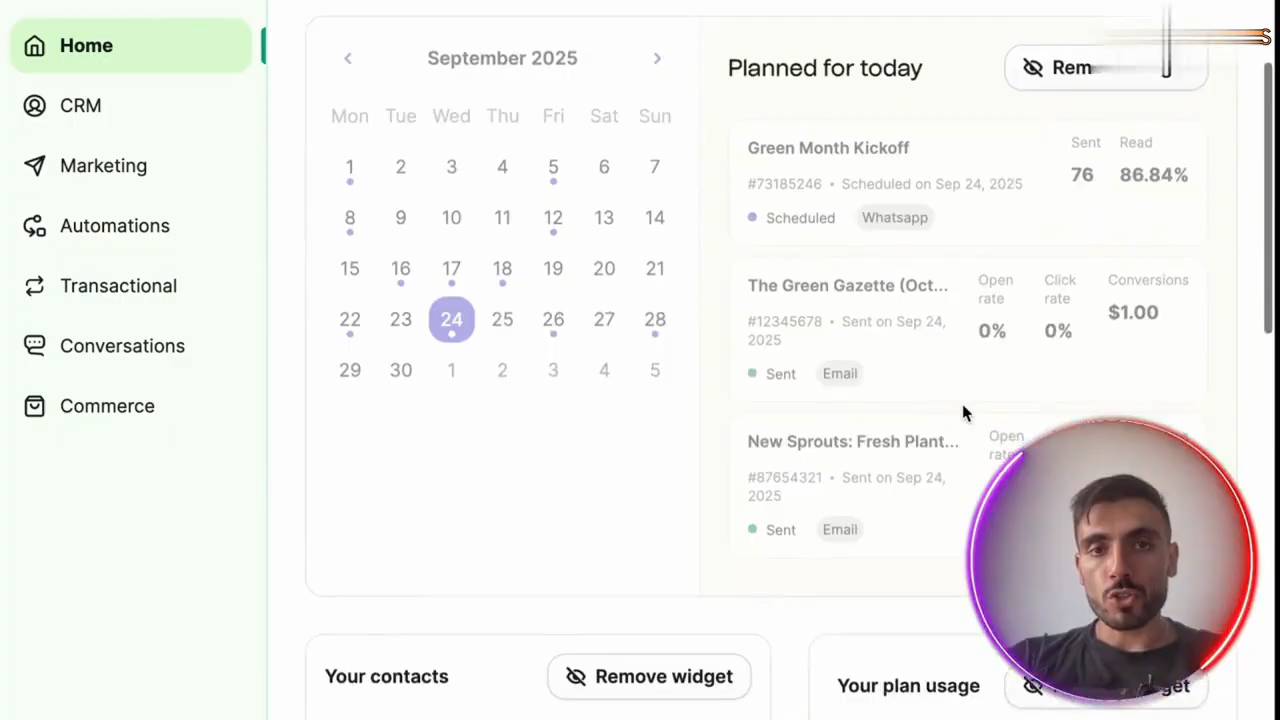 Home
CRM
Marketing
Automations
Transactional
Conversations
Commerce
September 2025
Mon Tue Wed Thu Fri Sat Sun
1 2 3 4 5 6 7
8 9 10 11 12 13 14
15 16 17 18 19 20 21
22 23 24 25 26 27 28
29 30 1 2 3 4 5
Planned for today
Rem
Green Month Kickoff
#73185246 • Scheduled on Sep 24, 2025
Scheduled Whatsapp
Sent Read
76 86.84%
The Green Gazette (Oct...
#12345678 • Sent on Sep 24,
2025
Sent Email
Open
rate
0%
Click
rate
0%
Conversions
$1.00
New Sprouts: Fresh Plant...
#87654321 • Sent on Sep 24,
2025
Sent Email
Open
rate
Your contacts
Remove widget
Your plan usage